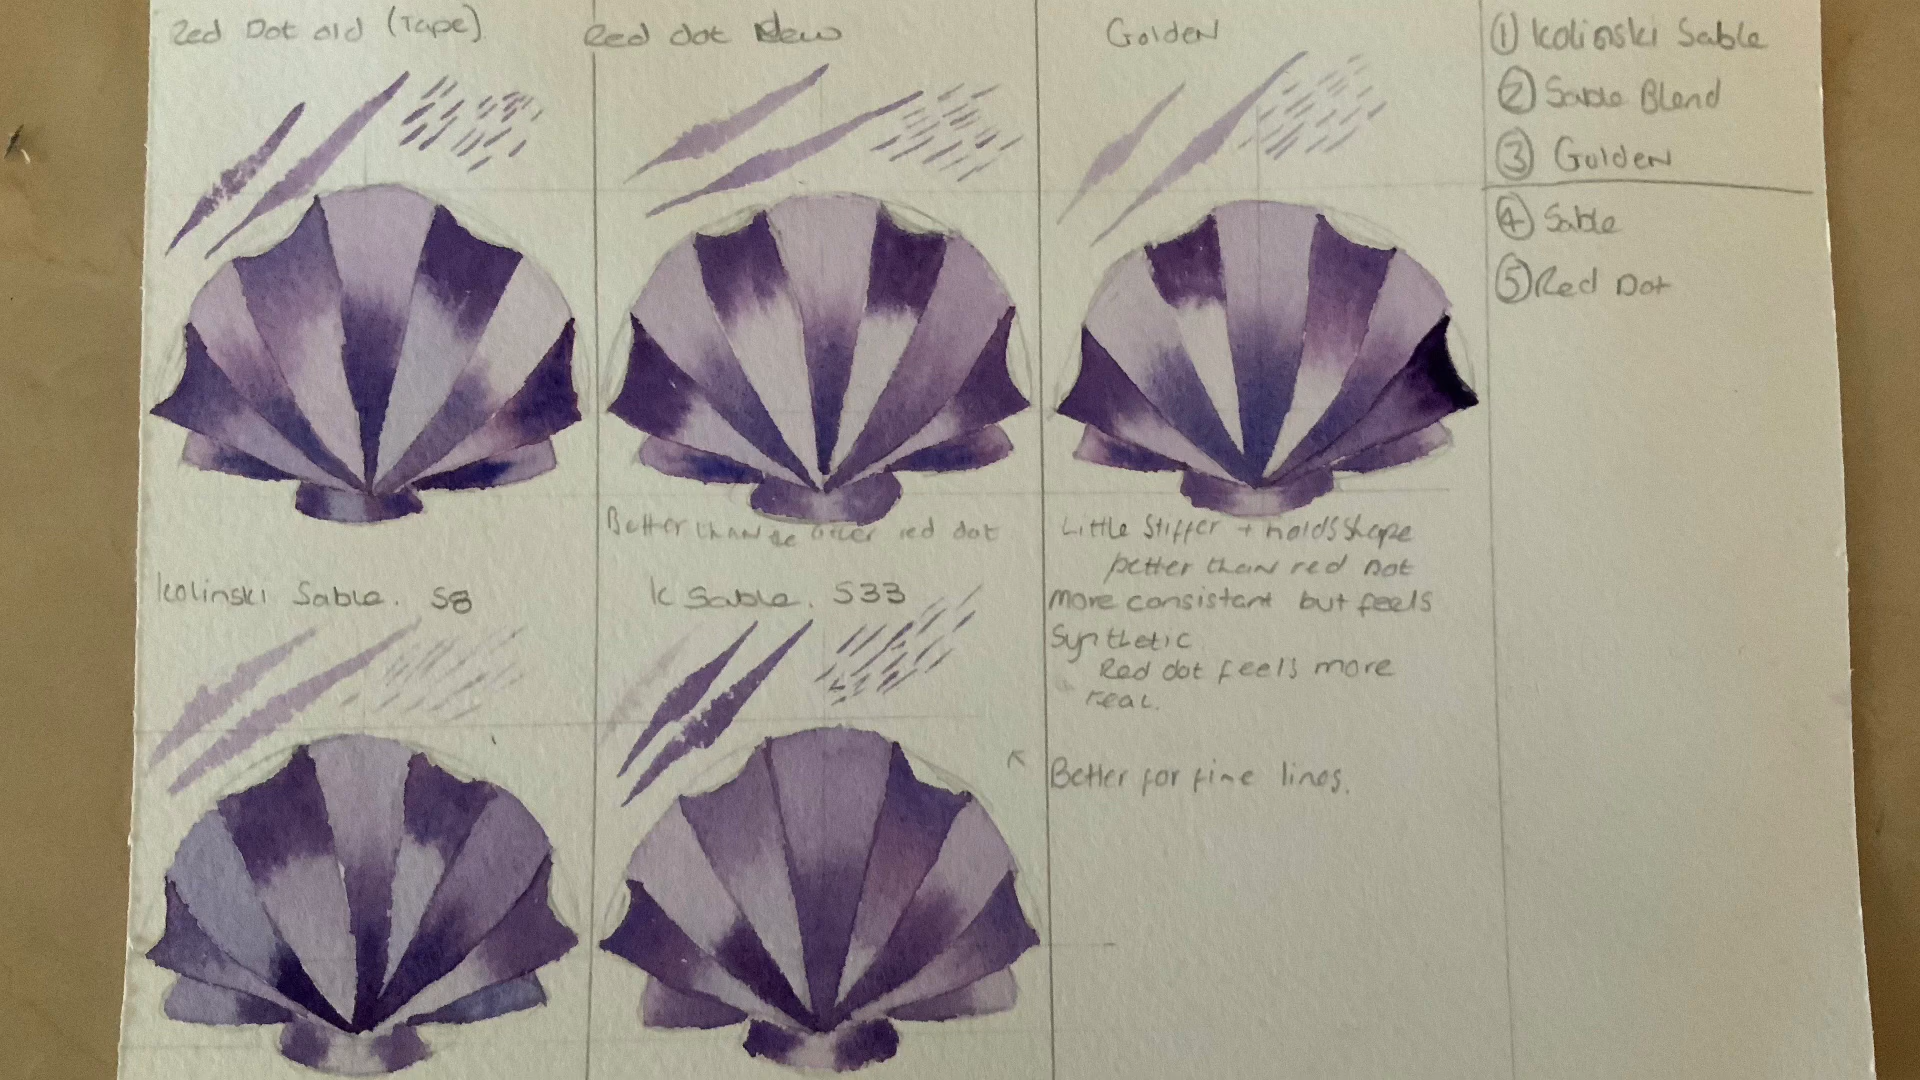 Red Dot old (Tape)
Red dot New
Golden
① Kolinski Sable
② Sable Blend
③ Golden
④ Sable
⑤ Red Dot
Better than the other red dot
Little Stiffer + holds Shape
better than red Dot
more consistant but feels
Synthetic
Red dot feels more
real.
Better for fine lines.
Kolinski Sable. S8
K Sable. S33